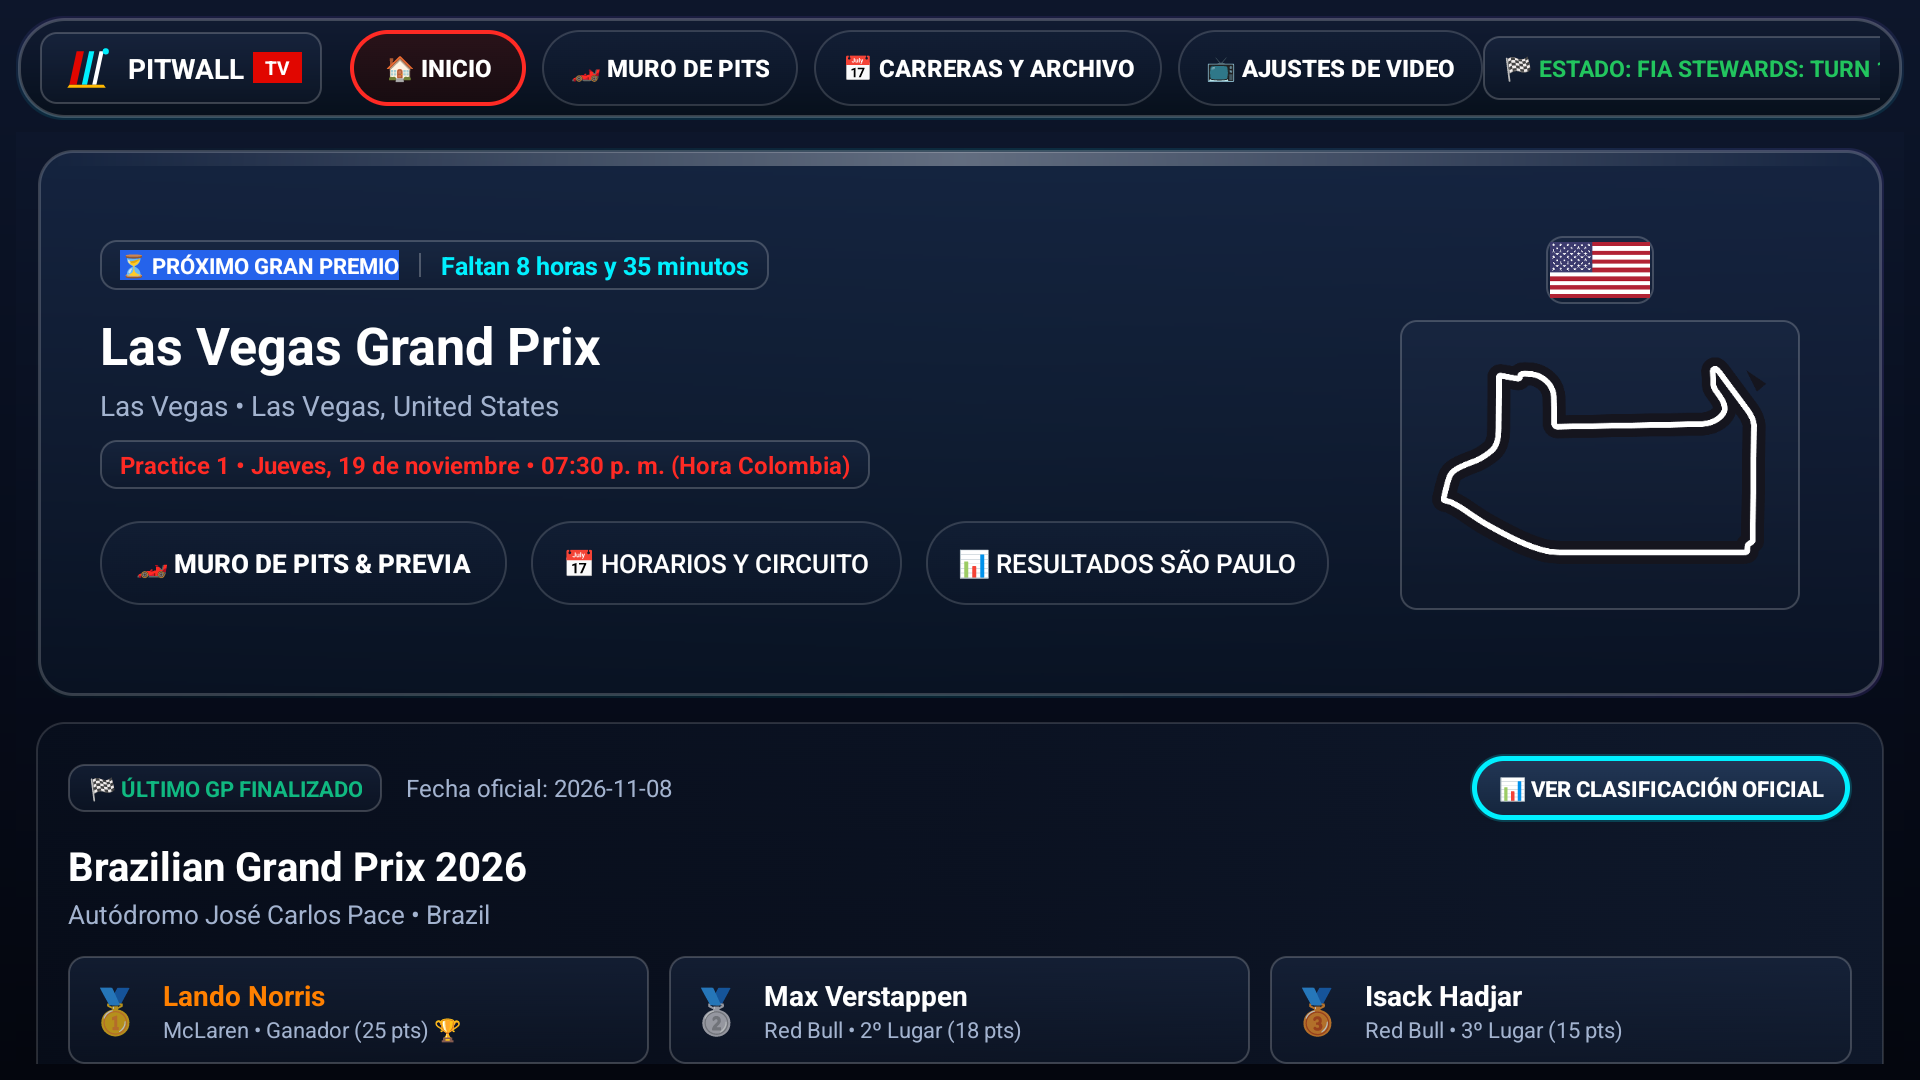 PITWALL TV
🏠 INICIO
🏎️ MURO DE PITS
📅 CARRERAS Y ARCHIVO
📺 AJUSTES DE VIDEO
🏁 ESTADO: FIA STEWARDS: TURN
⏳ PRÓXIMO GRAN PREMIO | Faltan 8 horas y 35 minutos
Las Vegas Grand Prix
Las Vegas • Las Vegas, United States
Practice 1 • Jueves, 19 de noviembre • 07:30 p. m. (Hora Colombia)
🏎️ MURO DE PITS & PREVIA
📅 HORARIOS Y CIRCUITO
📊 RESULTADOS SÃO PAULO
🏁 ÚLTIMO GP FINALIZADO
Fecha oficial: 2026-11-08
📊 VER CLASIFICACIÓN OFICIAL
Brazilian Grand Prix 2026
Autódromo José Carlos Pace • Brazil
🥇 Lando Norris
McLaren • Ganador (25 pts) 🏆
🥈 Max Verstappen
Red Bull • 2º Lugar (18 pts)
🥉 Isack Hadjar
Red Bull • 3º Lugar (15 pts)